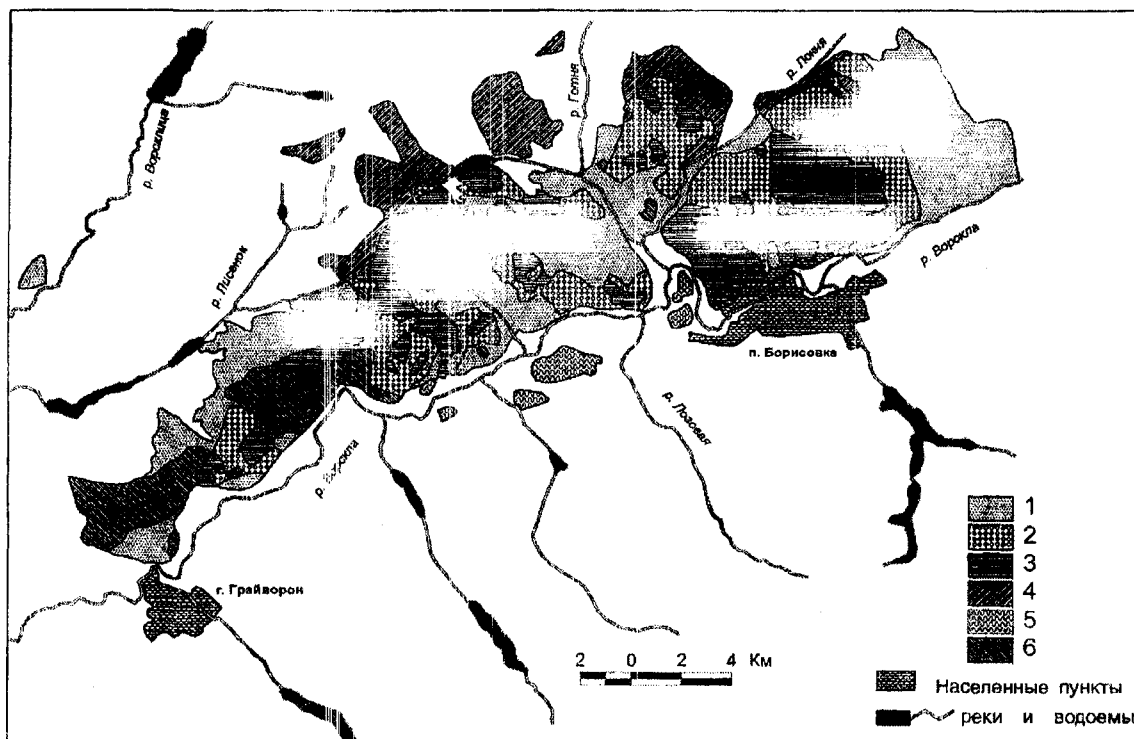 р. Готня
р. Локня
р. Ворсклица
р. Лисенок
р. Ворскла
п. Борисовка
р. Лозовая
р. Ворскла
г. Грайворон
1
2
3
4
5
6
2 0 2 4 Км
Населенные пункты
реки и водоемы